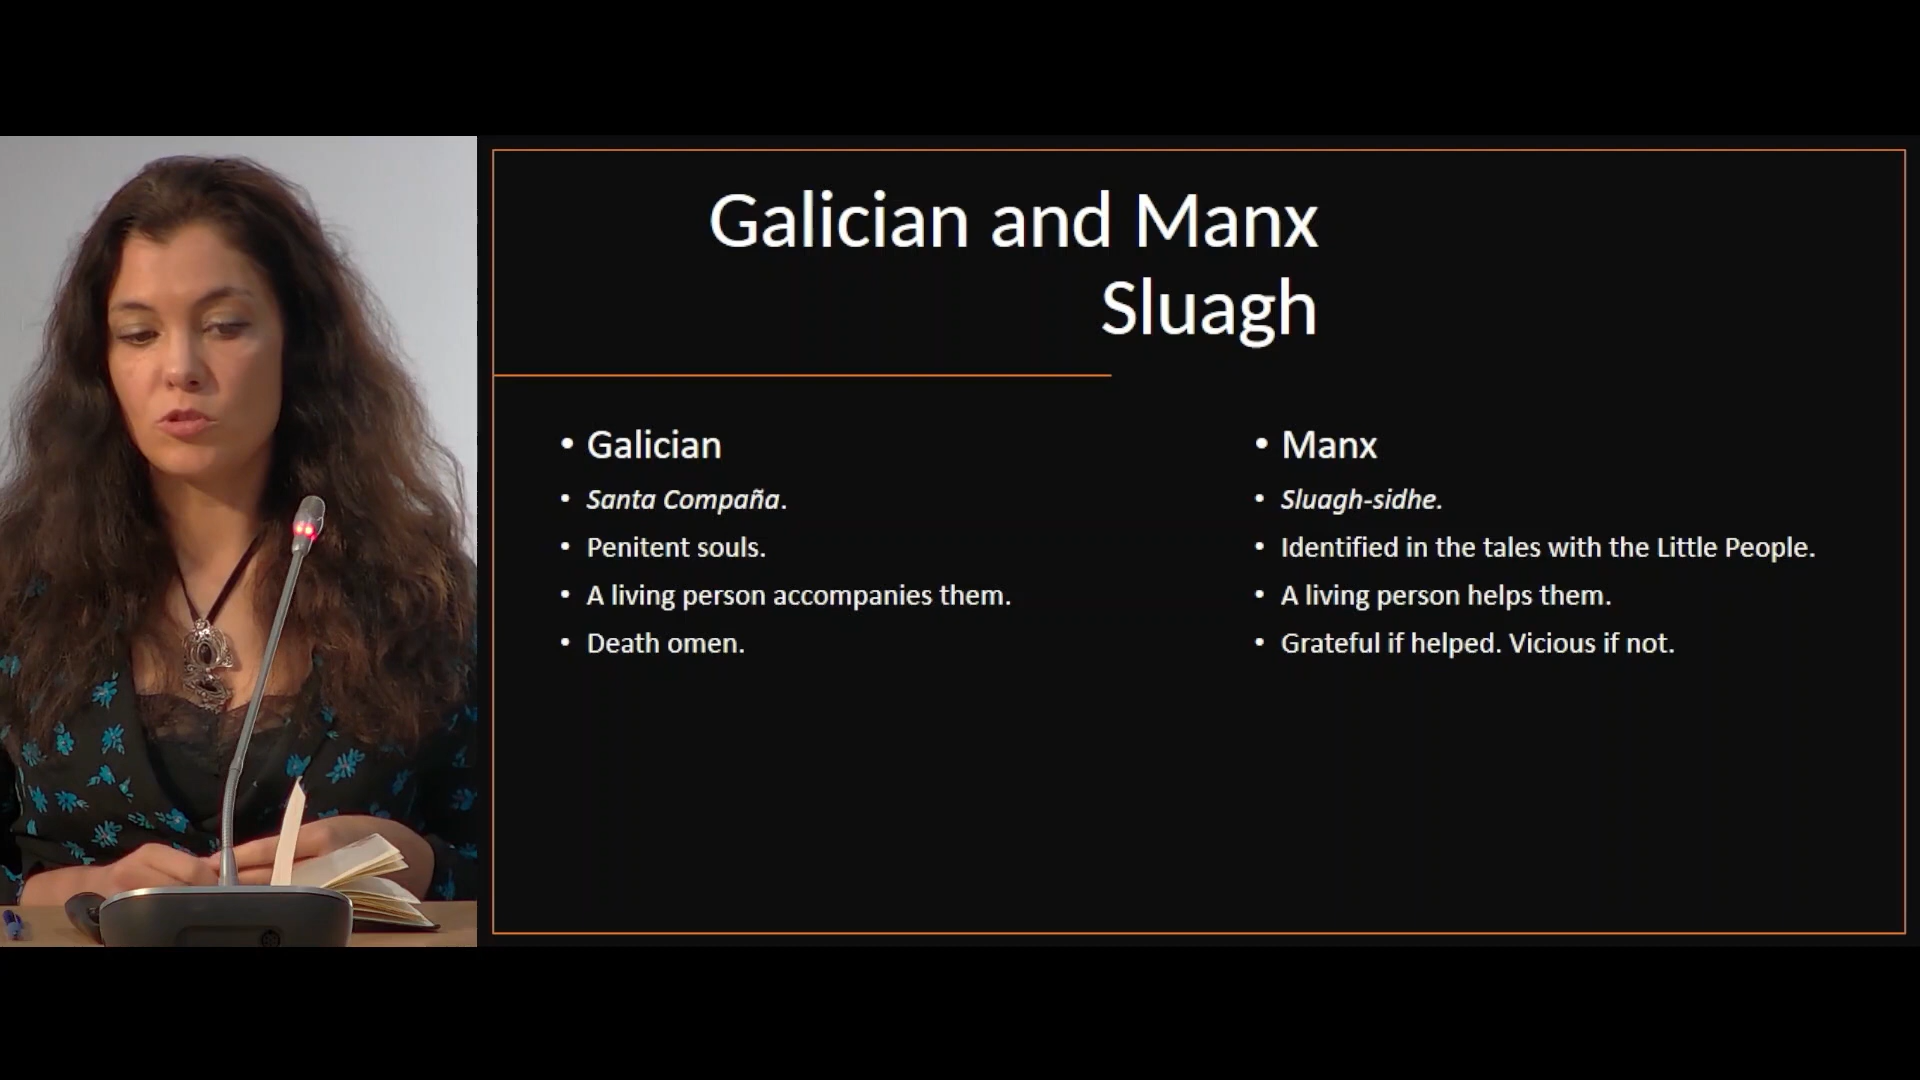 Galician and Manx
Sluagh
• Galician
• Santa Compaña.
• Penitent souls.
• A living person accompanies them.
• Death omen.
• Manx
• Sluagh-sidhe.
• Identified in the tales with the Little People.
• A living person helps them.
• Grateful if helped. Vicious if not.